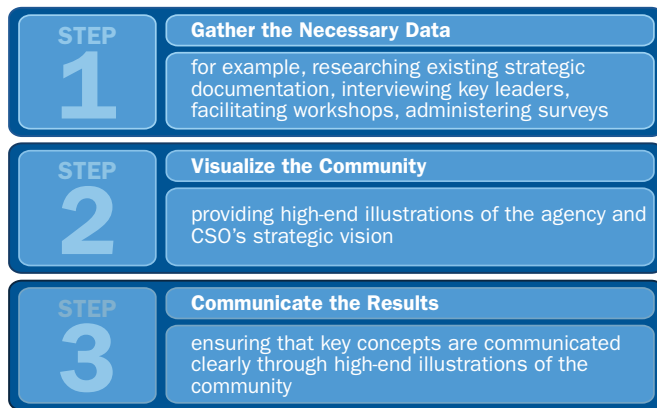 STEP
1
Gather the Necessary Data
for example, researching existing strategic
documentation, interviewing key leaders,
facilitating workshops, administering surveys
STEP
2
Visualize the Community
providing high-end illustrations of the agency and
CSO's strategic vision
STEP
3
Communicate the Results
ensuring that key concepts are communicated
clearly through high-end illustrations of the
community